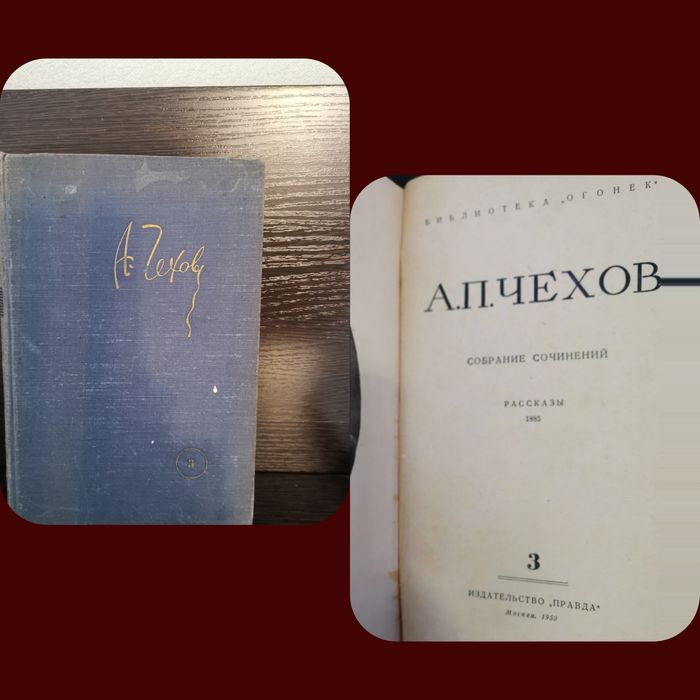 А. Чехов
3
БИБЛИОТЕКА „ОГОНЕК"
А.П.ЧЕХОВ
СОБРАНИЕ СОЧИНЕНИЙ
РАССКАЗЫ
1885
3
ИЗДАТЕЛЬСТВО „ПРАВДА"
Москва, 1950